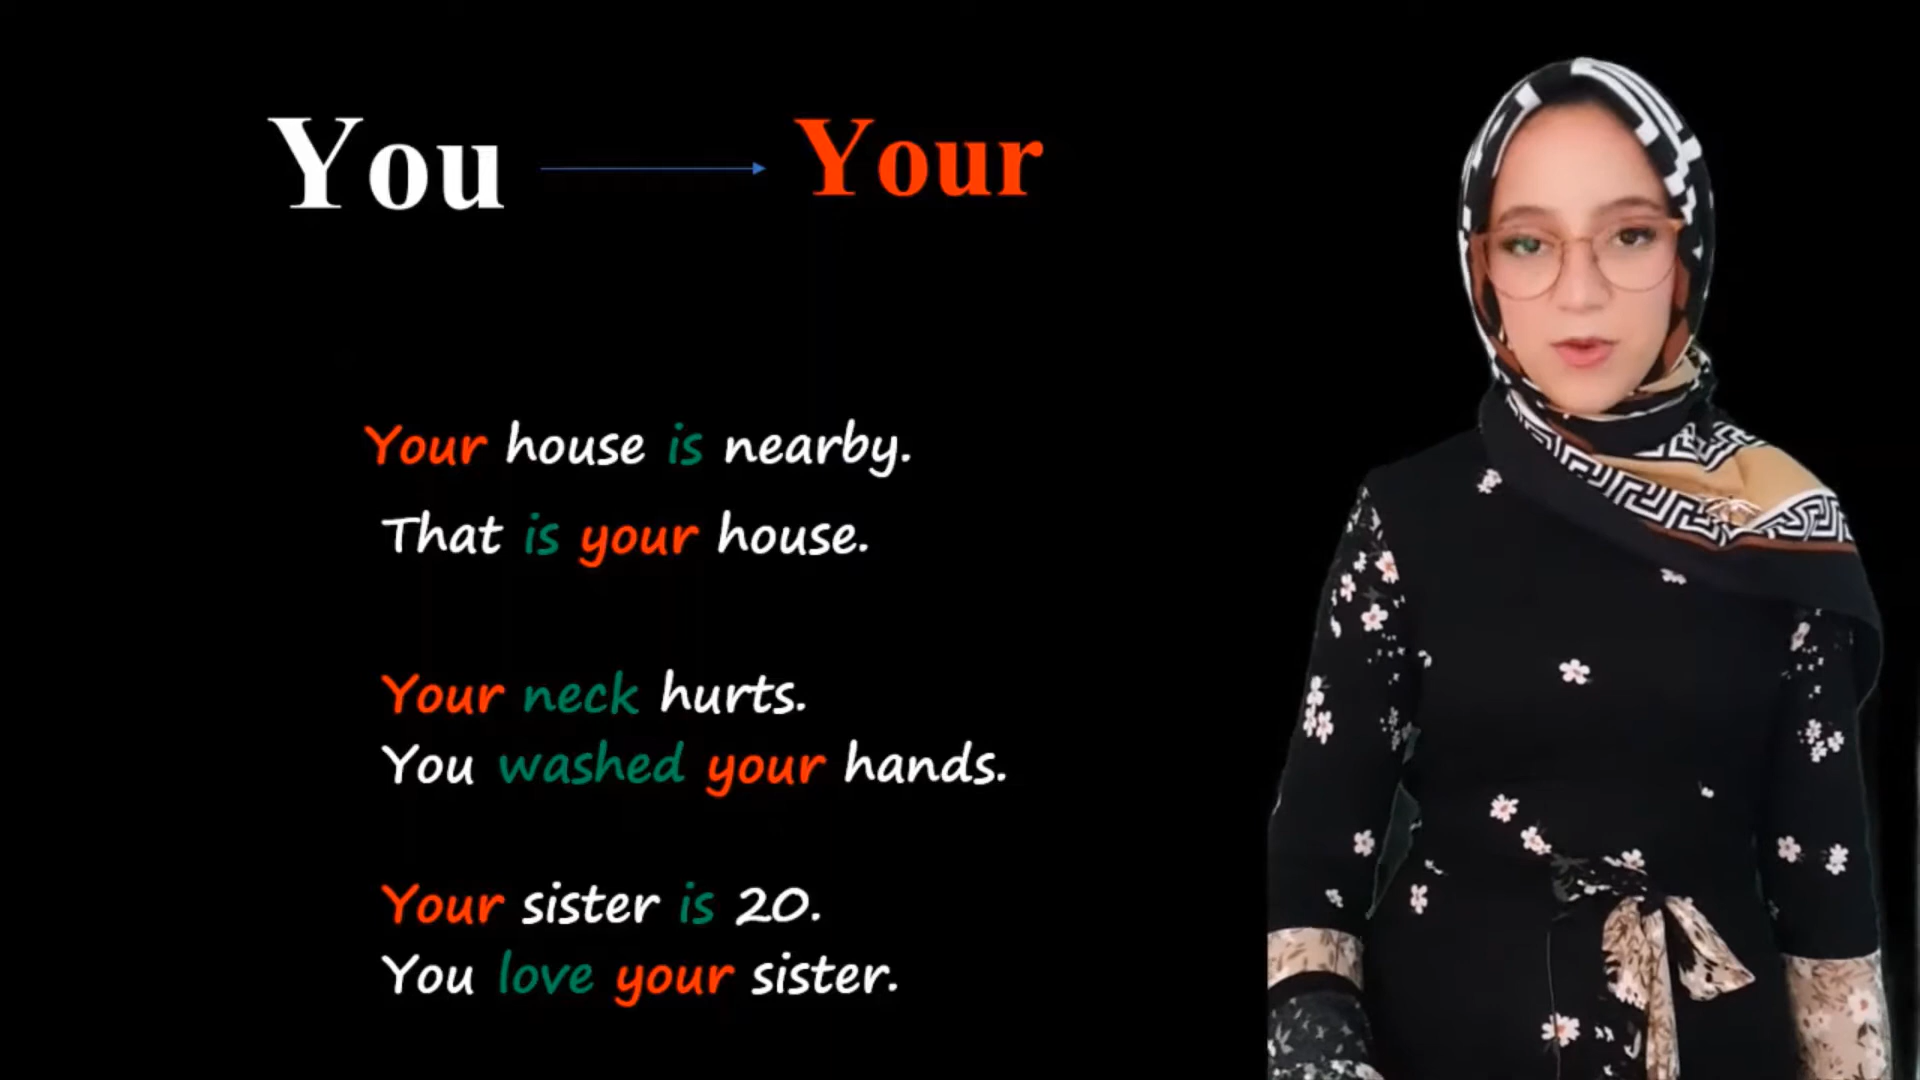 You Your
Your house is nearby.
That is your house.
Your neck hurts.
You washed your hands.
Your sister is 20.
You love your sister.